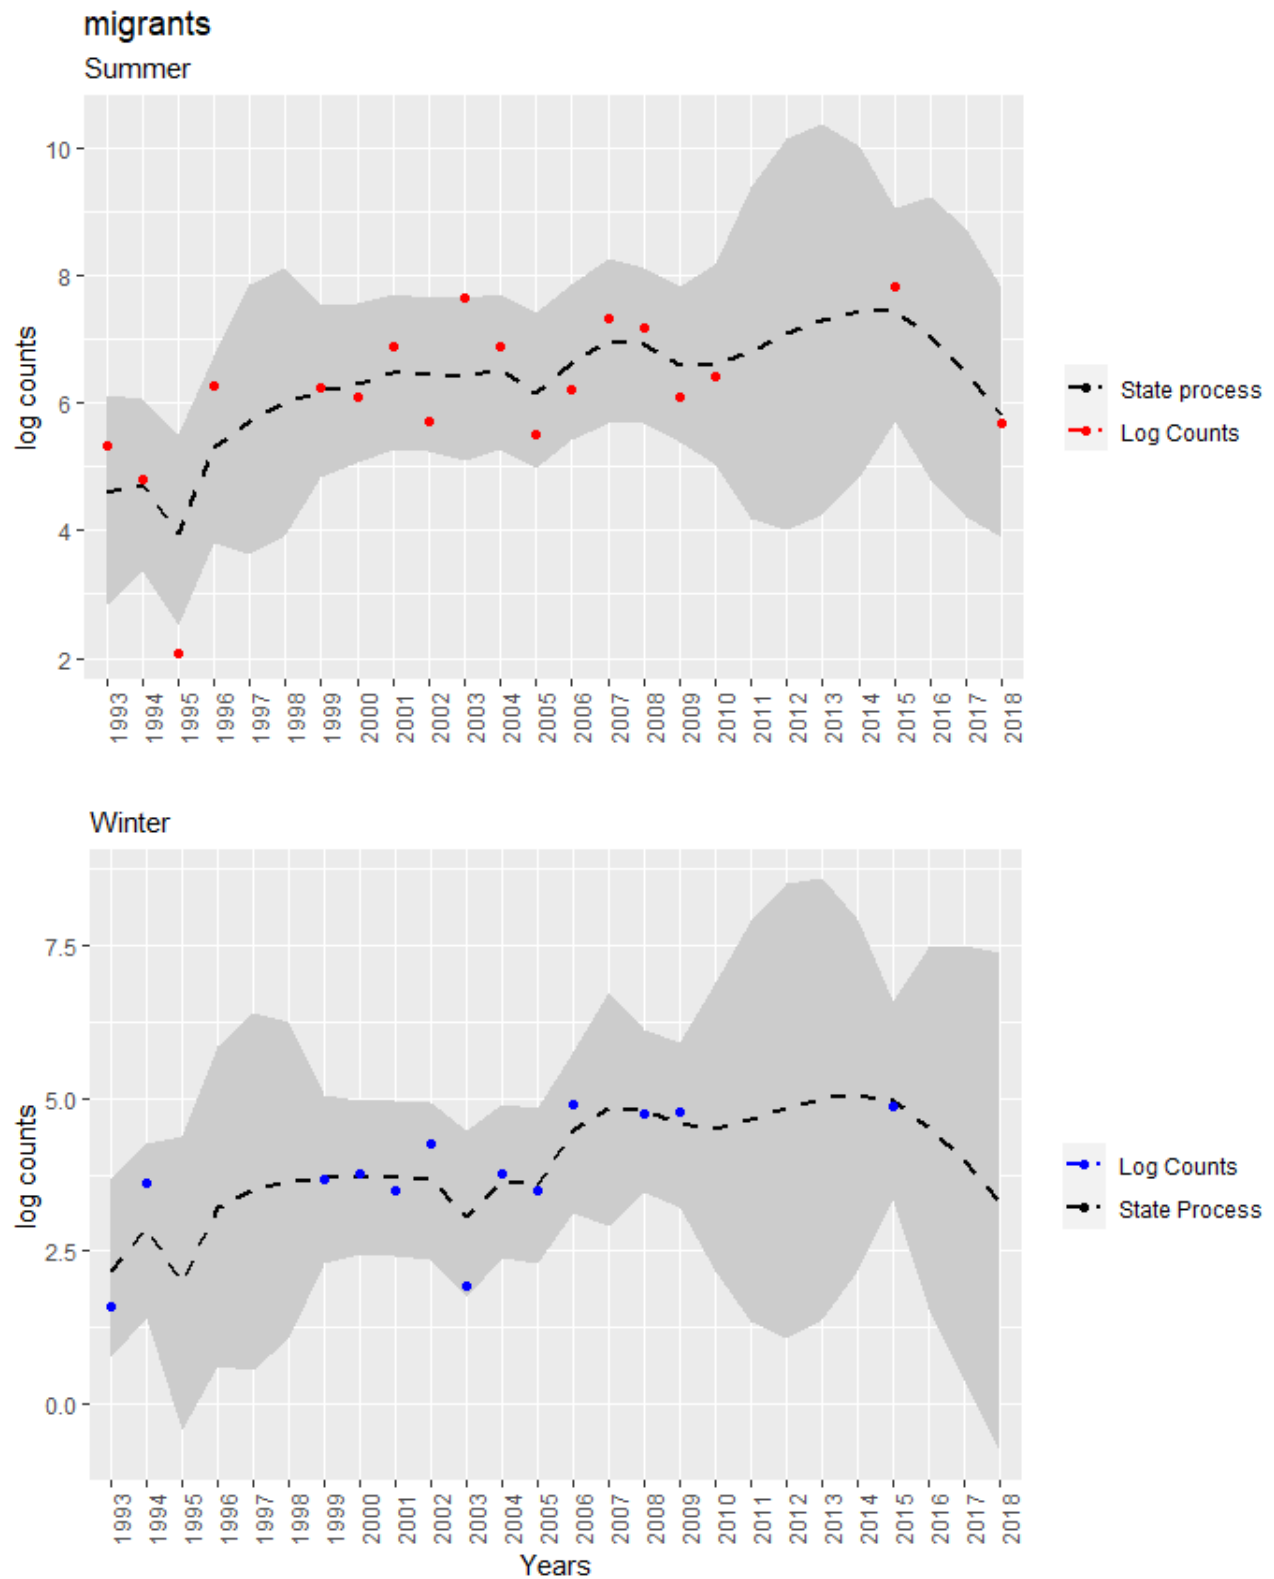 migrants
Summer
log counts
10
8
6
4
2
1993 1994 1995 1996 1997 1998 1999 2000 2001 2002 2003 2004 2005 2006 2007 2008 2009 2010 2011 2012 2013 2014 2015 2016 2017 2018
State process
Log Counts
Winter
log counts
7.5
5.0
2.5
0.0
1993 1994 1995 1996 1997 1998 1999 2000 2001 2002 2003 2004 2005 2006 2007 2008 2009 2010 2011 2012 2013 2014 2015 2016 2017 2018
Years
Log Counts
State Process